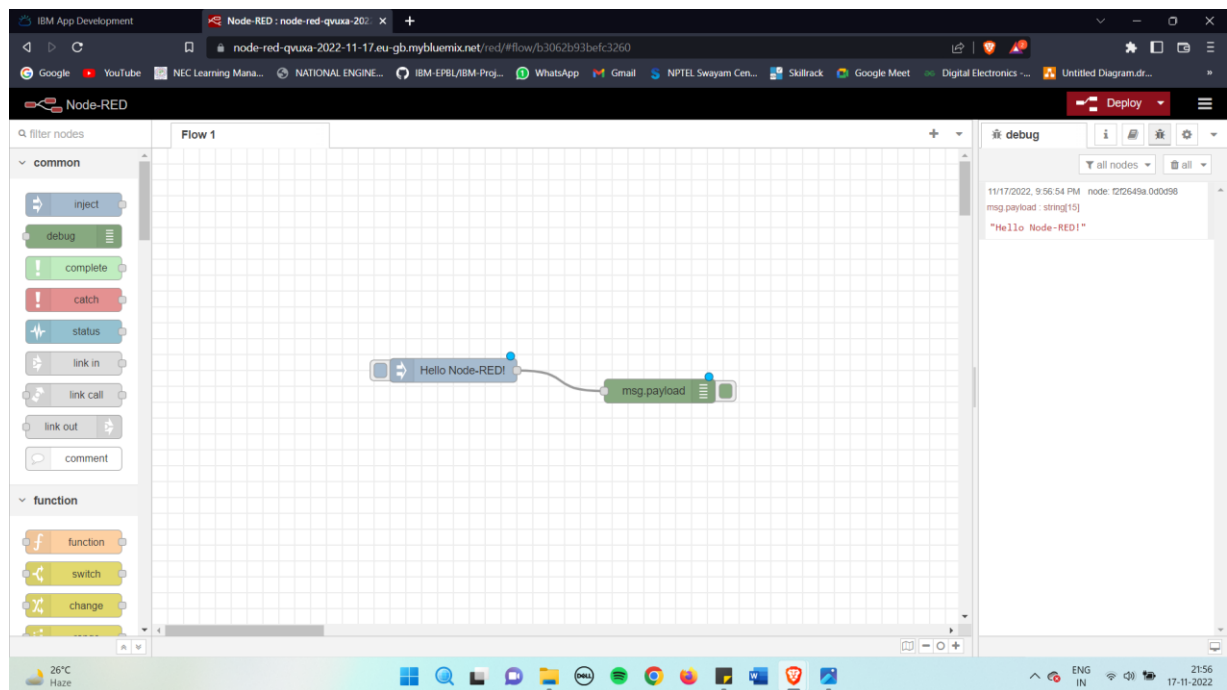 IBM App Development
Node-RED : node-red-qvuxa-202
node-red-qvuxa-2022-11-17.eu-gb.mybluemix.net/red/#flow/b3062b93befc3260
Google YouTube NEC Learning Mana... NATIONAL ENGINE... IBM-EPBL/IBM-Proj... WhatsApp Gmail NPTEL Swayam Cen... Skillrack Google Meet Digital Electronics -... Untitled Diagram.dr... »
Node-RED Deploy
filter nodes
Flow 1
debug
common
all nodes all
inject
debug
complete
catch
status
link in
link call
link out
comment
function
function
switch
change
Hello Node-RED!
msg.payload
11/17/2022, 9:56:54 PM node: f2f2649a.0d0d98
msg.payload : string[15]
"Hello Node-RED!"
26°C
Haze
DELL
ENG
IN
21:56
17-11-2022